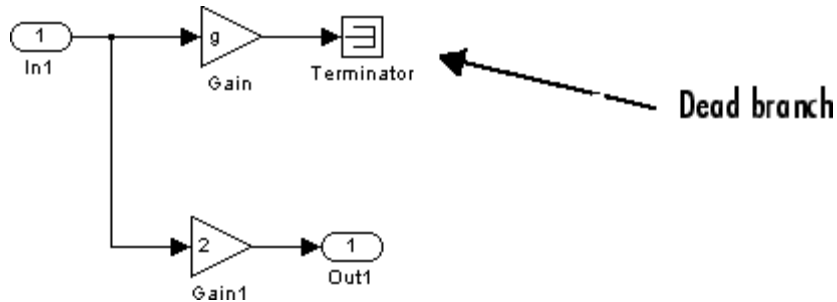 1
In1
g
Gain
Terminator
Dead branch
2
Gain1
1
Out1